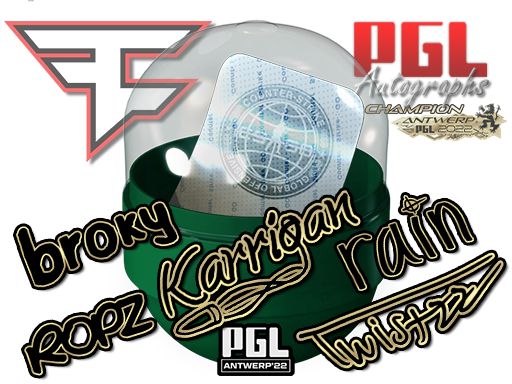 PGL
Autographs
CHAMPION
ANTWERP
PGL 2022
COUNTER-STRIKE
GLOBAL OFFENSIVE
broky
Karrigan
rain
ROPZ
Twistzz
PGL
ANTWERP'22